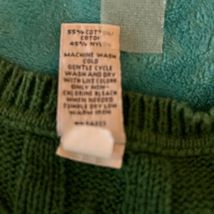 55% COTTON
COTON
45% NYLON
MACHINE WASH
COLD
GENTLE CYCLE
WASH AND DRY
WITH LIKE COLORS
ONLY NON-
CHLORINE BLEACH
WHEN NEEDED
TUMBLE DRY LOW
WARM IRON